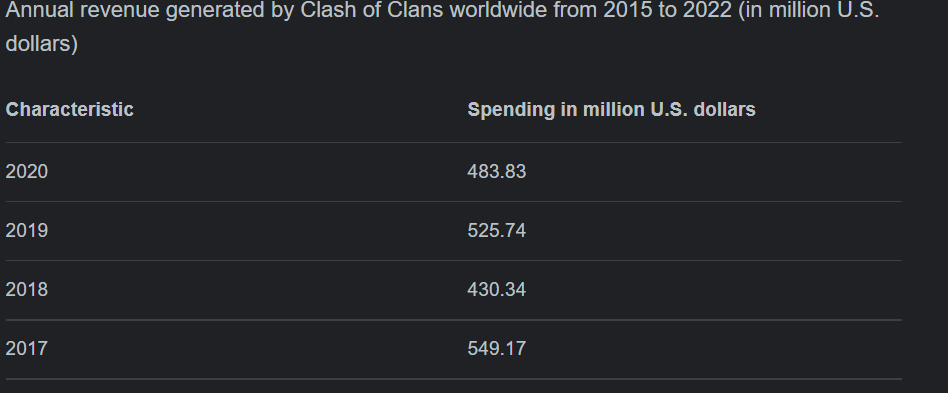 Annual revenue generated by Clash of Clans worldwide from 2015 to 2022 (in million U.S.
dollars)
Characteristic Spending in million U.S. dollars
2020 483.83
2019 525.74
2018 430.34
2017 549.17